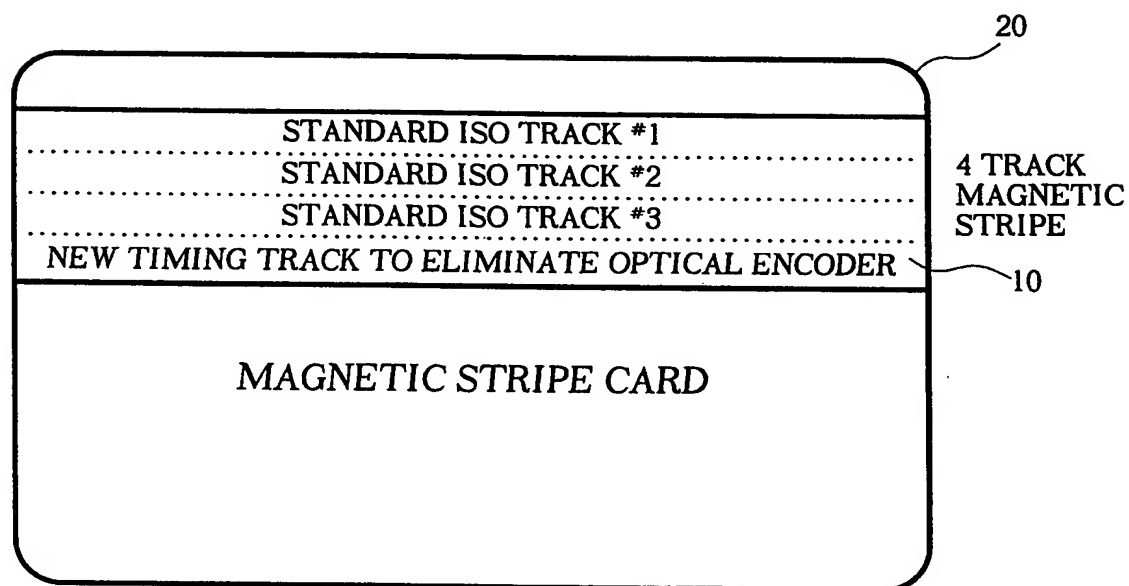 20
STANDARD ISO TRACK #1
STANDARD ISO TRACK #2
STANDARD ISO TRACK #3
NEW TIMING TRACK TO ELIMINATE OPTICAL ENCODER
4 TRACK
MAGNETIC
STRIPE
10
MAGNETIC STRIPE CARD